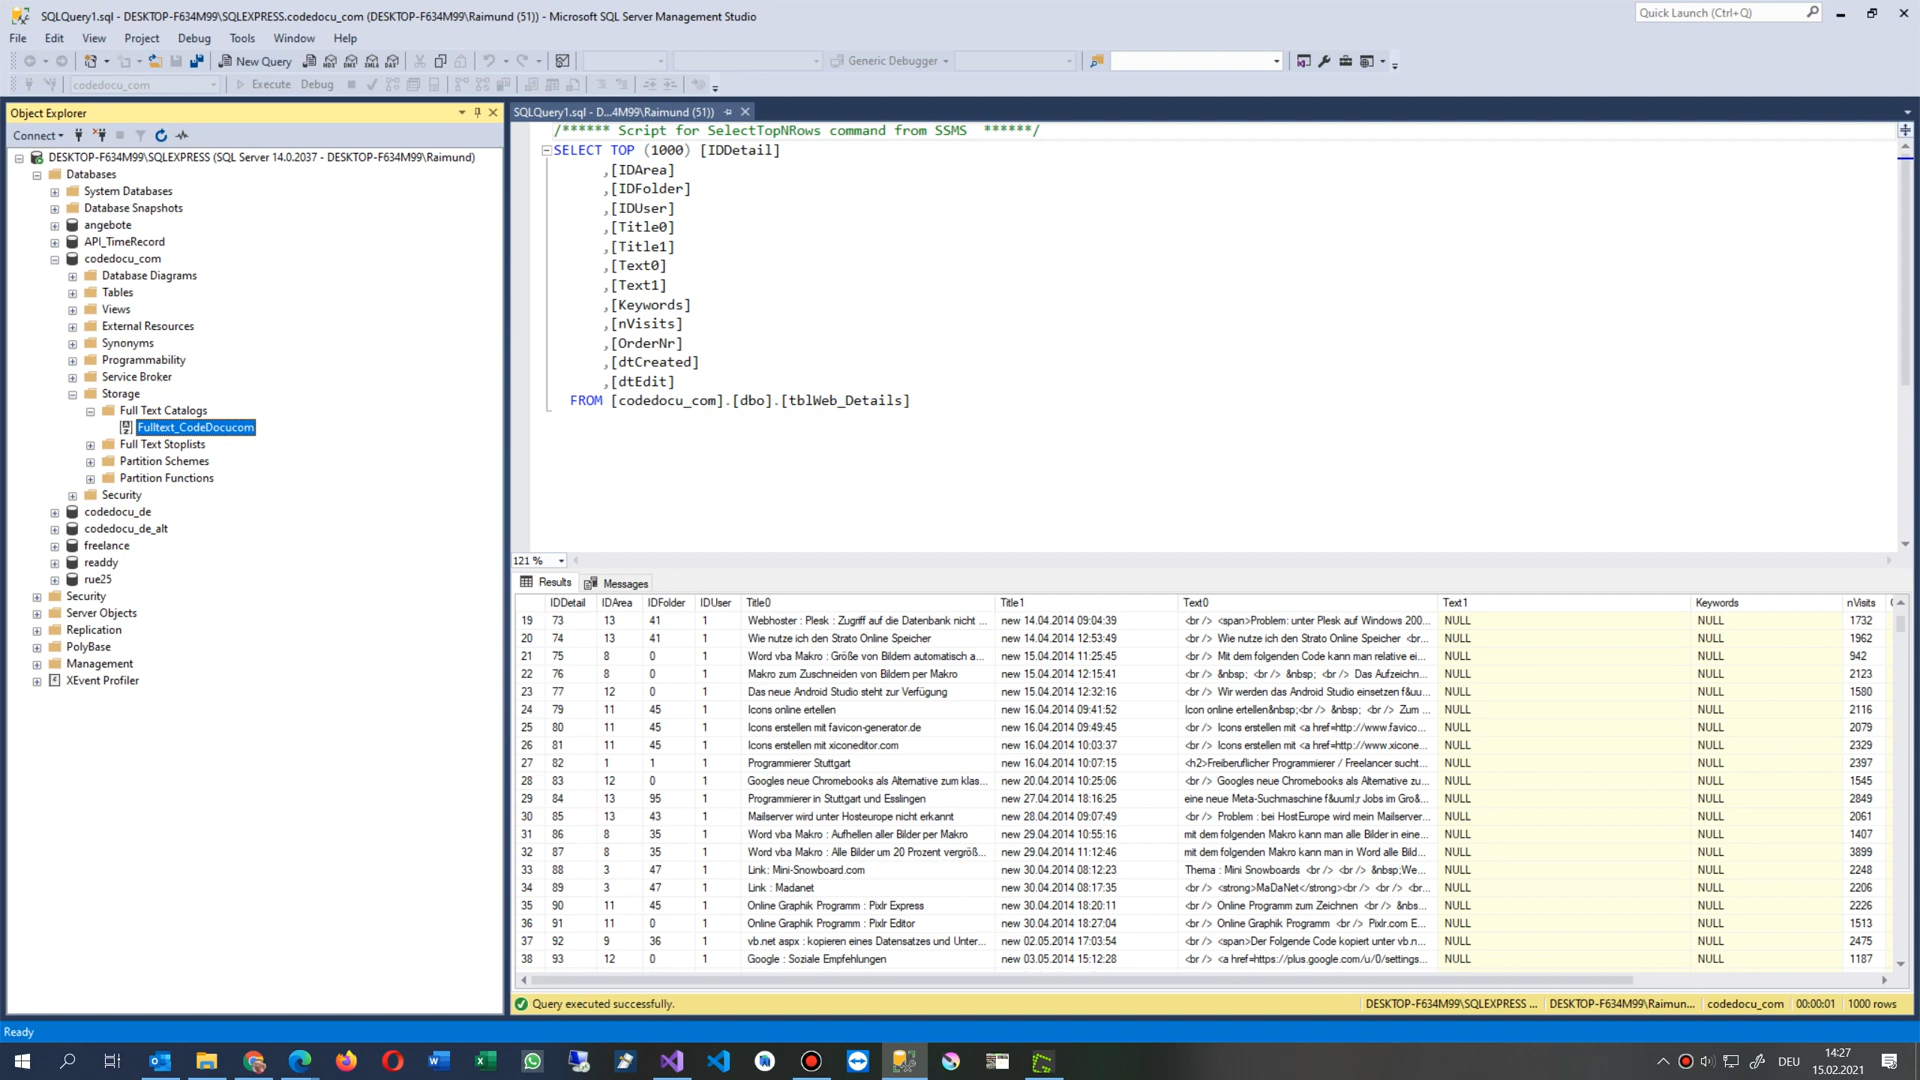 SQLQuery1.sql - DESKTOP-F634M99\SQLEXPRESS.codedocu_com (DESKTOP-F634M99\Raimund (51)) - Microsoft SQL Server Management Studio
Quick Launch (Ctrl+Q)
File Edit View Project Debug Tools Window Help
New Query
Generic Debugger
codedocu_com
Execute Debug
Object Explorer
Connect
DESKTOP-F634M99\SQLEXPRESS (SQL Server 14.0.2037 - DESKTOP-F634M99\Raimund)
Databases
System Databases
Database Snapshots
angebote
API_TimeRecord
codedocu_com
Database Diagrams
Tables
Views
External Resources
Synonyms
Programmability
Service Broker
Storage
Full Text Catalogs
Fulltext_CodeDocucom
Full Text Stoplists
Partition Schemes
Partition Functions
Security
codedocu_de
codedocu_de_alt
freelance
readdy
rue25
Security
Server Objects
Replication
PolyBase
Management
XEvent Profiler
SQLQuery1.sql - D...4M99\Raimund (51))
/****** Script for SelectTopNRows command from SSMS  ******/
SELECT TOP (1000) [IDDetail]
,[IDArea]
,[IDFolder]
,[IDUser]
,[Title0]
,[Title1]
,[Text0]
,[Text1]
,[Keywords]
,[nVisits]
,[OrderNr]
,[dtCreated]
,[dtEdit]
FROM [codedocu_com].[dbo].[tblWeb_Details]
121 %
Results Messages
IDDetail IDArea IDFolder IDUser Title0 Title1 Text0 Text1 Keywords nVisits
19 73 13 41 1 Webhoster : Plesk : Zugriff auf die Datenbank nicht ... new 14.04.2014 09:04:39 <br /> <span>Problem: unter Plesk auf Windows 200... NULL NULL 1732
20 74 13 41 1 Wie nutze ich den Strato Online Speicher new 14.04.2014 12:53:49 <br /> Wie nutze ich den Strato Online Speicher <br... NULL NULL 1962
21 75 8 0 1 Word vba Makro : Größe von Bildern automatisch a... new 15.04.2014 11:25:45 <br /> Mit dem folgenden Code kann man relative ei... NULL NULL 942
22 76 8 0 1 Makro zum Zuschneiden von Bildern per Makro new 15.04.2014 12:15:41 <br /> &nbsp; <br /> &nbsp; <br /> Das Aufzeichn... NULL NULL 2123
23 77 12 0 1 Das neue Android Studio steht zur Verfügung new 15.04.2014 12:32:16 <br /> Wir werden das Android Studio einsetzen f&uu... NULL NULL 1580
24 79 11 45 1 Icons online ertellen new 16.04.2014 09:41:52 Icon online ertellen&nbsp;<br /> &nbsp; <br /> Zum ... NULL NULL 2116
25 80 11 45 1 Icons erstellen mit favicon-generator.de new 16.04.2014 09:49:45 <br /> Icons erstellen mit <a href=http://www.favico... NULL NULL 2079
26 81 11 45 1 Icons erstellen mit xiconeditor.com new 16.04.2014 10:03:37 <br /> Icons erstellen mit <a href=http://www.xicone... NULL NULL 2329
27 82 1 1 1 Programmierer Stuttgart new 16.04.2014 10:07:15 <h2>Freiberuflicher Programmierer / Freelancer sucht... NULL NULL 2397
28 83 12 0 1 Googles neue Chromebooks als Alternative zum klas... new 20.04.2014 10:25:06 <br /> Googles neue Chromebooks als Alternative zu... NULL NULL 1545
29 84 13 95 1 Programmierer in Stuttgart und Esslingen new 27.04.2014 18:16:25 eine neue Meta-Suchmaschine f&uuml;r Jobs im Gro&... NULL NULL 2849
30 85 13 43 1 Mailserver wird unter Hosteurope nicht erkannt new 28.04.2014 09:07:49 <br /> Problem : bei HostEurope wird mein Mailserver... NULL NULL 2061
31 86 8 35 1 Word vba Makro : Aufhellen aller Bilder per Makro new 29.04.2014 10:55:16 mit dem folgenden Makro kann man alle Bilder in eine... NULL NULL 1407
32 87 8 35 1 Word vba Makro : Alle Bilder um 20 Prozent vergröß... new 29.04.2014 11:12:46 mit dem folgenden Makro kann man in Word alle Bild... NULL NULL 3899
33 88 3 47 1 Link: Mini-Snowboard.com new 30.04.2014 08:12:23 Thema : Mini Snowboards <br /> <br /> &nbsp;We... NULL NULL 2248
34 89 3 47 1 Link : Madanet new 30.04.2014 08:17:35 <br /> <strong>MaDaNet</strong><br /> <br /> <br... NULL NULL 2206
35 90 11 45 1 Online Graphik Programm : Pixlr Express new 30.04.2014 18:20:11 <br /> Online Programm zum Zeichnen <br /> &nbs... NULL NULL 2226
36 91 11 0 1 Online Graphik Programm : Pixlr Editor new 30.04.2014 18:27:04 <br /> Online Graphik Programm <br /> Pixlr.com E... NULL NULL 1513
37 92 9 36 1 vb.net aspx : kopieren eines Datensatzes und Unter... new 02.05.2014 17:03:54 <br /> <span>Der Folgende Code kopiert unter vb.n... NULL NULL 2475
38 93 12 0 1 Google : Soziale Empfehlungen new 03.05.2014 15:12:28 <br /> <a href=https://plus.google.com/u/0/settings... NULL NULL 1187
Query executed successfully.
DESKTOP-F634M99\SQLEXPRESS ... DESKTOP-F634M99\Raimun... codedocu_com 00:00:01 1000 rows
Ready
DEU
14:27
15.02.2021